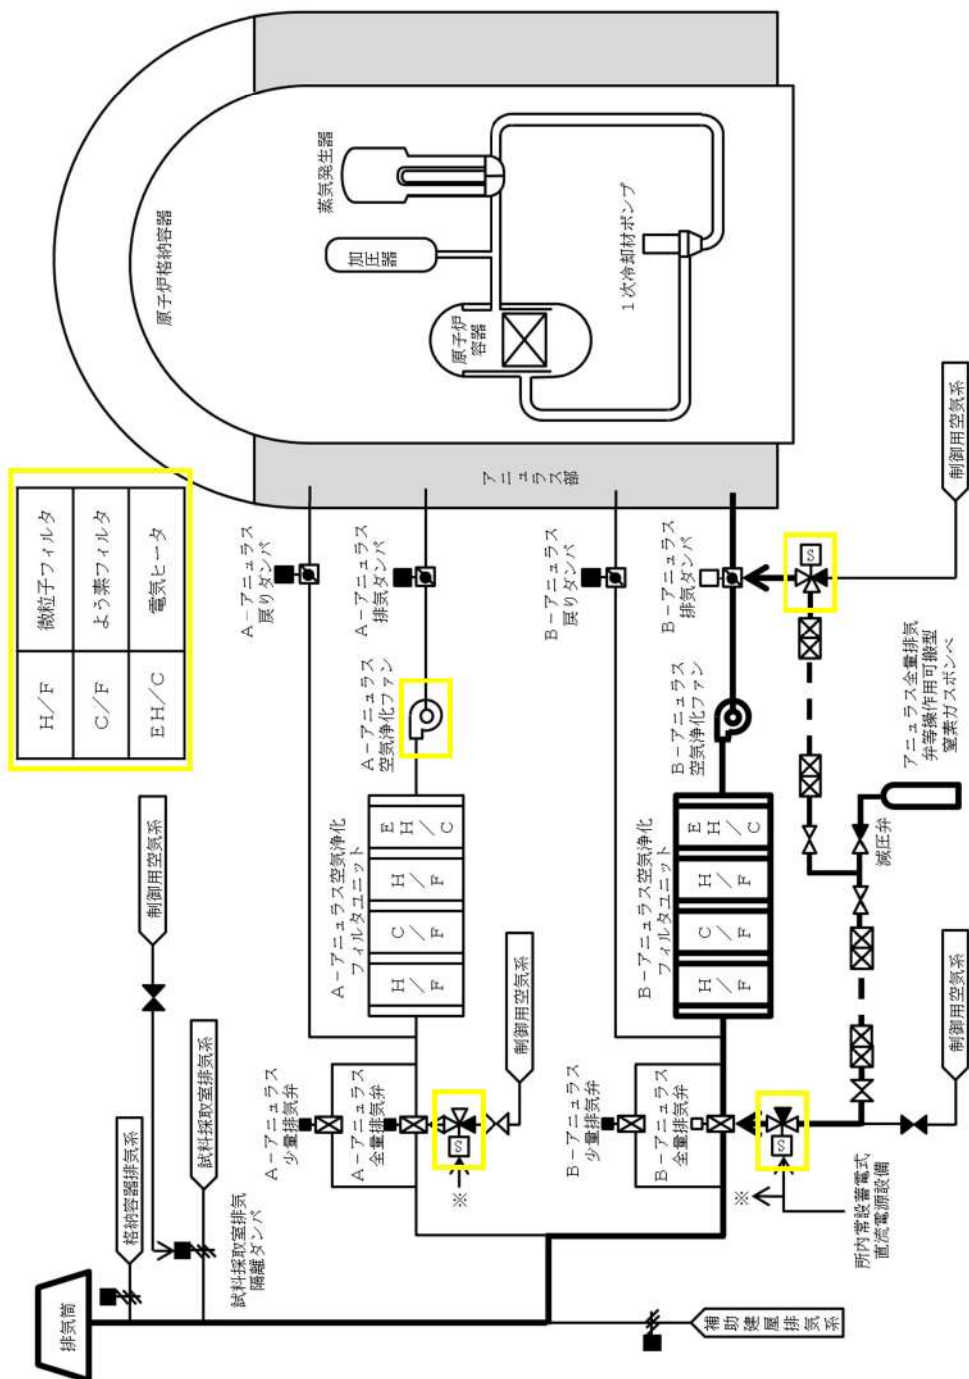 原子炉格納容器
蒸気発生器
加圧器
原子炉
容器
1次冷却材ポンプ
アニュラス部
H/F 微粒子フィルタ
C/F よう素フィルタ
EH/C 電気ヒータ
A-アニュラス
戻りダンパ
A-アニュラス
排気ダンパ
B-アニュラス
戻りダンパ
B-アニュラス
排気ダンパ
A-アニュラス
空気浄化ファン
B-アニュラス
空気浄化ファン
A-アニュラス空気浄化
フィルタユニット
H/F C/F H/F EH/C
B-アニュラス空気浄化
フィルタユニット
H/F C/F H/F EH/C
A-アニュラス
少量排気弁
A-アニュラス
全量排気弁
B-アニュラス
少量排気弁
B-アニュラス
全量排気弁
制御用空気系
制御用空気系
制御用空気系
制御用空気系
S
S
S
※
※
アニュラス全量排気
弁等操作用可搬型
窒素ガスボンベ
減圧弁
所内常設蓄電式
直流電源設備
格納容器排気系
試料採取室排気系
試料採取室排気
隔離ダンパ
排気筒
補助建屋排気系